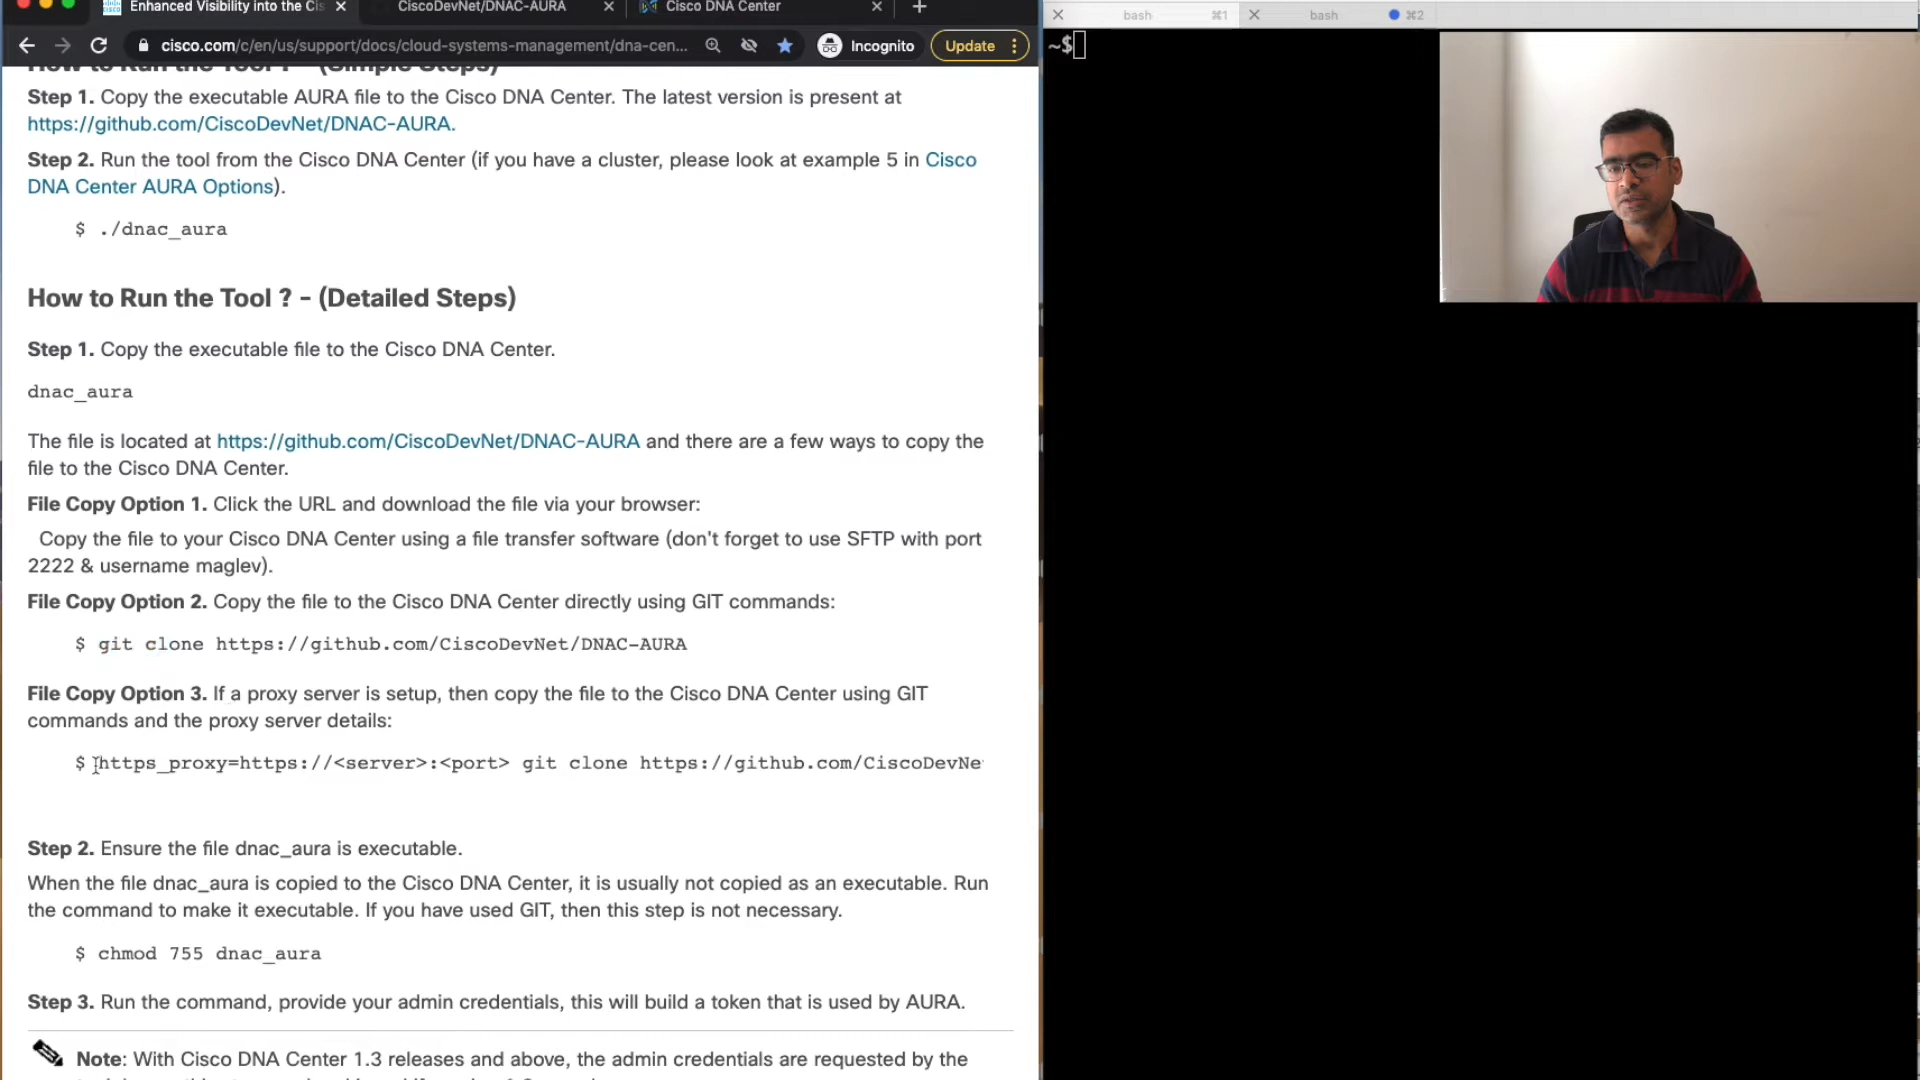 Enhanced Visibility into the Cis
CiscoDevNet/DNAC-AURA
Cisco DNA Center
cisco.com/c/en/us/support/docs/cloud-systems-management/dna-cen...
Incognito
Update
How to Run the Tool ? - (Simple Steps)
Step 1. Copy the executable AURA file to the Cisco DNA Center. The latest version is present at
https://github.com/CiscoDevNet/DNAC-AURA.
Step 2. Run the tool from the Cisco DNA Center (if you have a cluster, please look at example 5 in Cisco
DNA Center AURA Options).
$ ./dnac_aura
How to Run the Tool ? - (Detailed Steps)
Step 1. Copy the executable file to the Cisco DNA Center.
dnac_aura
The file is located at https://github.com/CiscoDevNet/DNAC-AURA and there are a few ways to copy the
file to the Cisco DNA Center.
File Copy Option 1. Click the URL and download the file via your browser:
Copy the file to your Cisco DNA Center using a file transfer software (don't forget to use SFTP with port
2222 & username maglev).
File Copy Option 2. Copy the file to the Cisco DNA Center directly using GIT commands:
$ git clone https://github.com/CiscoDevNet/DNAC-AURA
File Copy Option 3. If a proxy server is setup, then copy the file to the Cisco DNA Center using GIT
commands and the proxy server details:
$ https_proxy=https://<server>:<port> git clone https://github.com/CiscoDevNe
Step 2. Ensure the file dnac_aura is executable.
When the file dnac_aura is copied to the Cisco DNA Center, it is usually not copied as an executable. Run
the command to make it executable. If you have used GIT, then this step is not necessary.
$ chmod 755 dnac_aura
Step 3. Run the command, provide your admin credentials, this will build a token that is used by AURA.
Note: With Cisco DNA Center 1.3 releases and above, the admin credentials are requested by the
bash ⌘1
bash ⌘2
~$